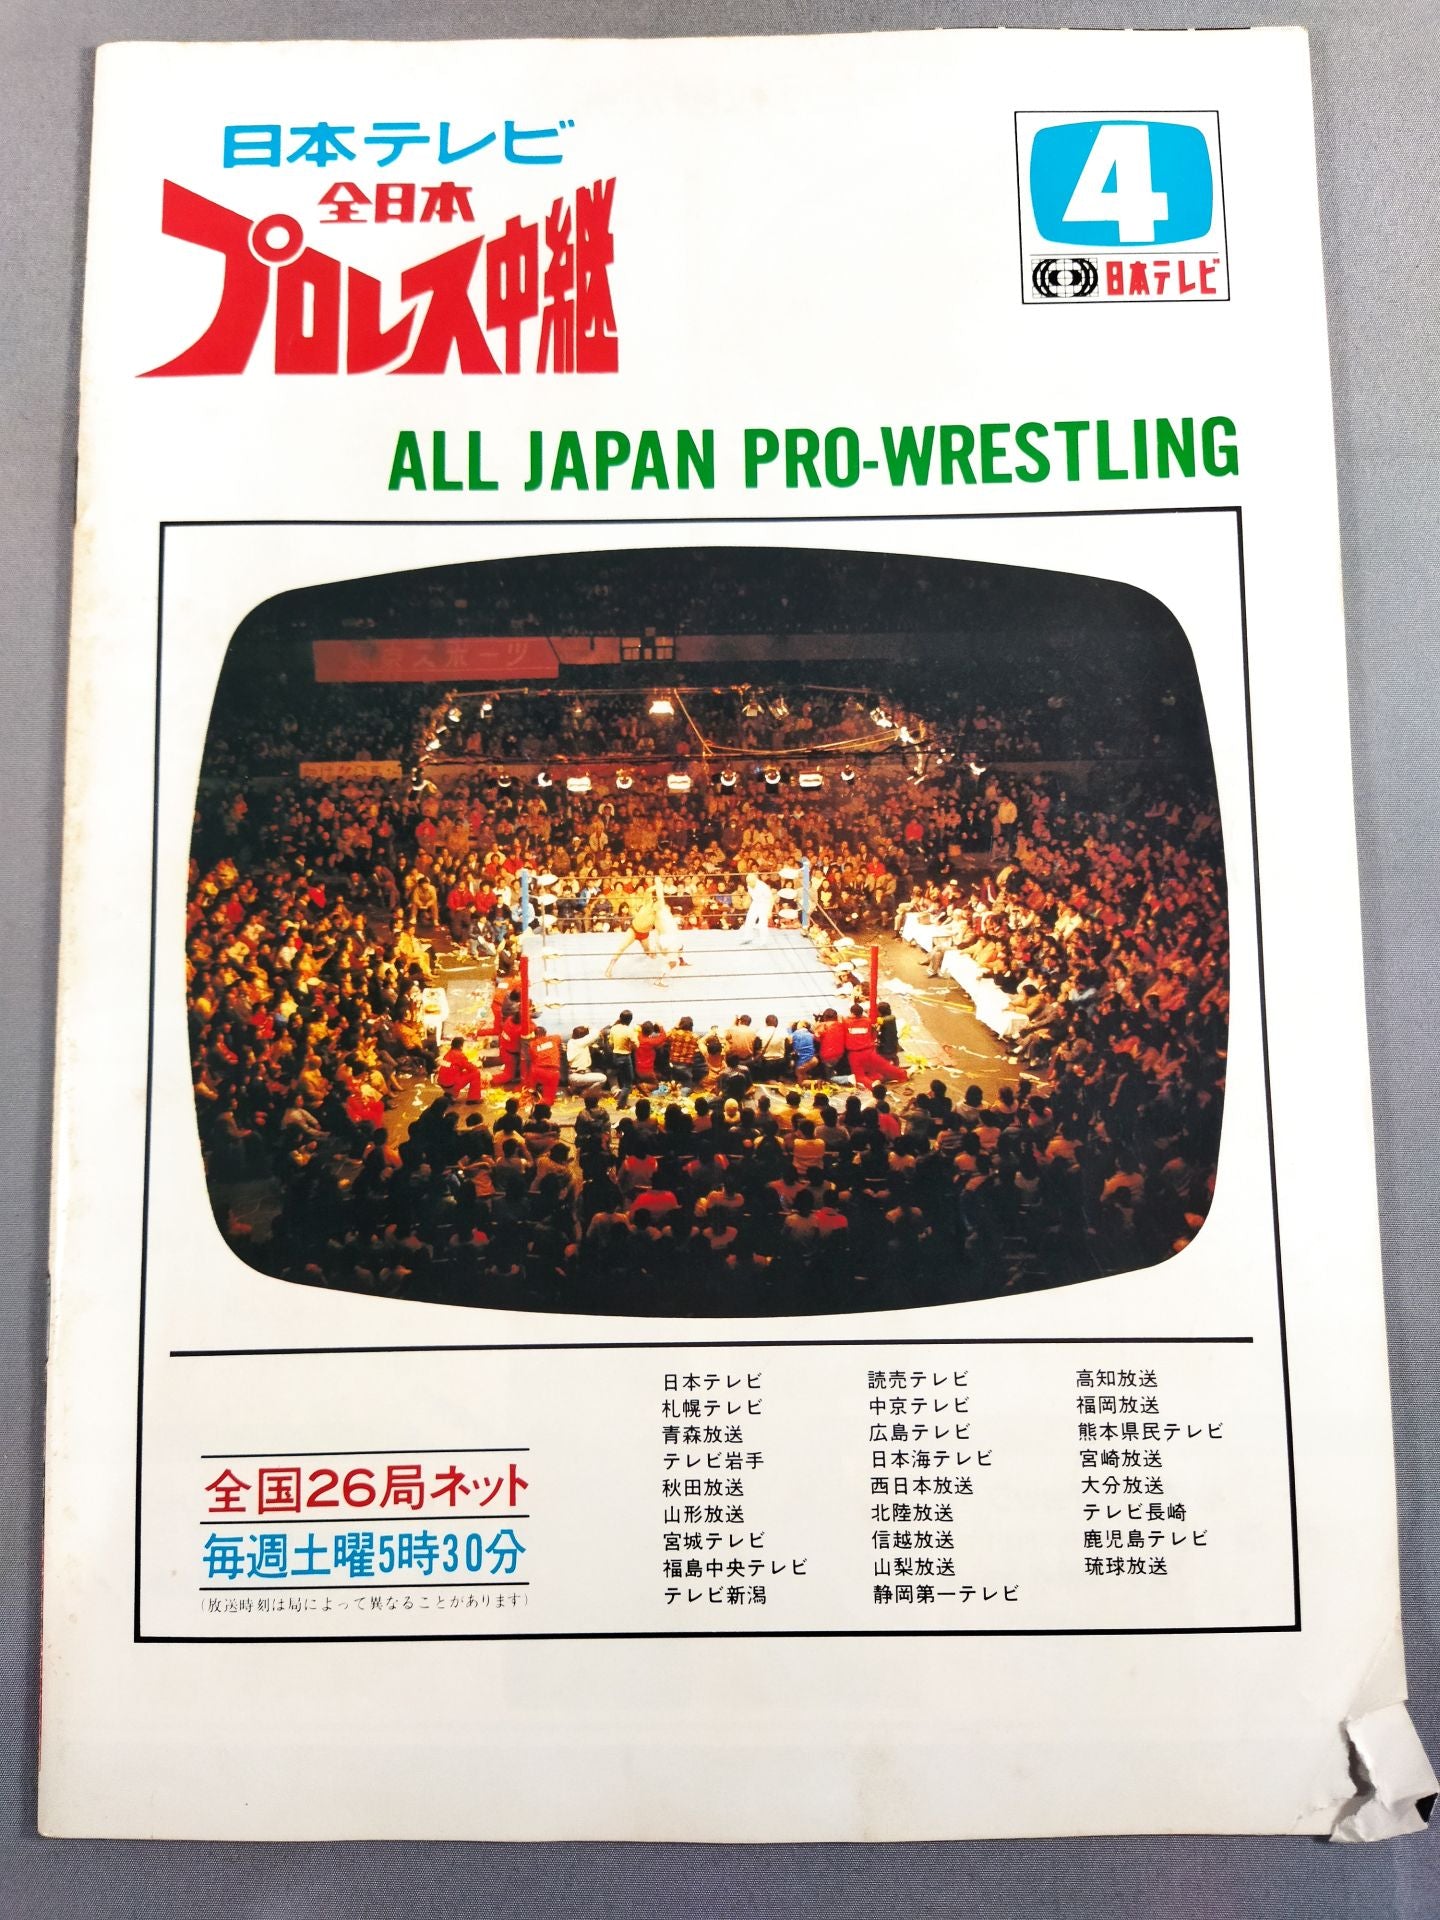 日本テレビ
全日本
プロレス中継
4
日本テレビ
ALL JAPAN PRO-WRESTLING
スポーツ
全国26局ネット
毎週土曜5時30分
(放送時刻は局によって異なることがあります)
日本テレビ
札幌テレビ
青森放送
テレビ岩手
秋田放送
山形放送
宮城テレビ
福島中央テレビ
テレビ新潟
読売テレビ
中京テレビ
広島テレビ
日本海テレビ
西日本放送
北陸放送
信越放送
山梨放送
静岡第一テレビ
高知放送
福岡放送
熊本県民テレビ
宮崎放送
大分放送
テレビ長崎
鹿児島テレビ
琉球放送